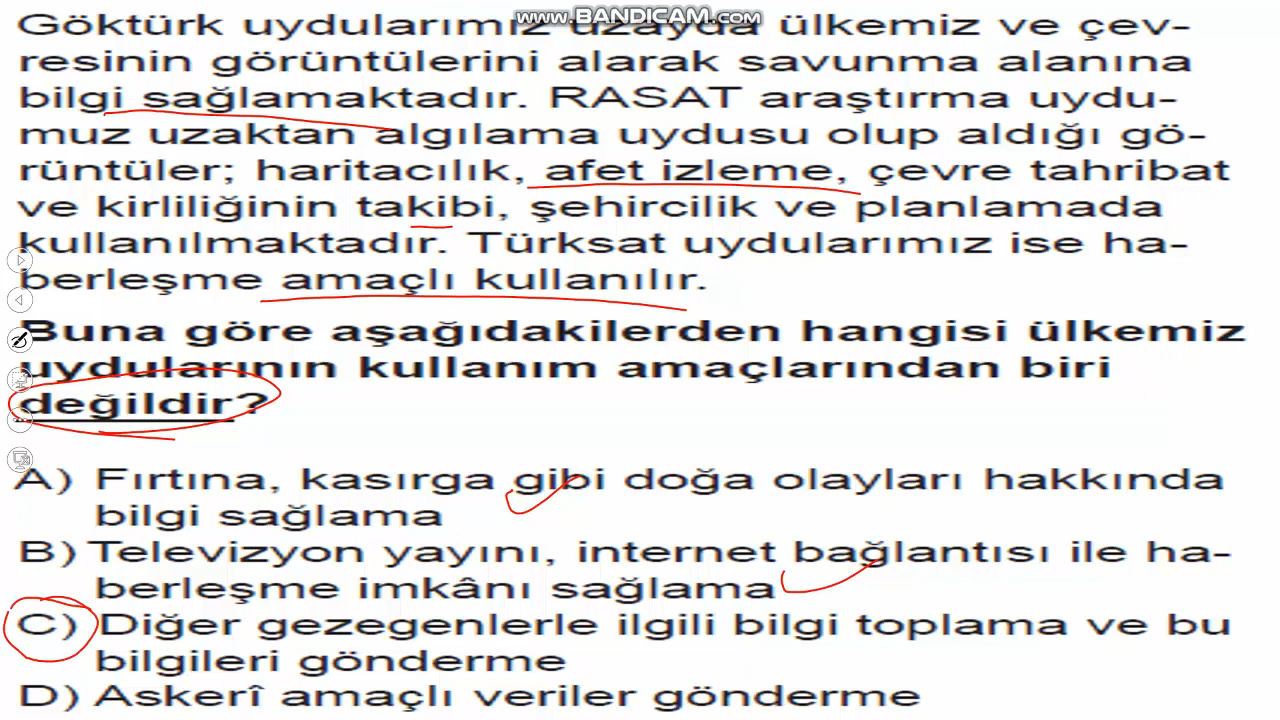 www.BANDICAM.com
Göktürk uydularımız uzayda ülkemiz ve çev-
resinin görüntülerini alarak savunma alanına
bilgi sağlamaktadır. RASAT araştırma uydu-
muz uzaktan algılama uydusu olup aldığı gö-
rüntüler; haritacılık, afet izleme, çevre tahribat
ve kirliliğinin takibi, şehircilik ve planlamada
kullanılmaktadır. Türksat uydularımız ise ha-
berleşme amaçlı kullanılır.
Buna göre aşağıdakilerden hangisi ülkemiz
uydularının kullanım amaçlarından biri
değildir?
A) Fırtına, kasırga gibi doğa olayları hakkında
bilgi sağlama
B) Televizyon yayını, internet bağlantısı ile ha-
berleşme imkânı sağlama
C) Diğer gezegenlerle ilgili bilgi toplama ve bu
bilgileri gönderme
D) Askerî amaçlı veriler gönderme